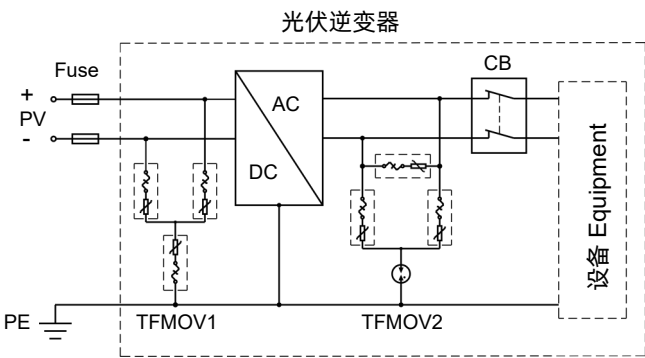 光伏逆变器
Fuse
+
PV
-
AC
DC
CB
设备 Equipment
PE
TFMOV1
TFMOV2